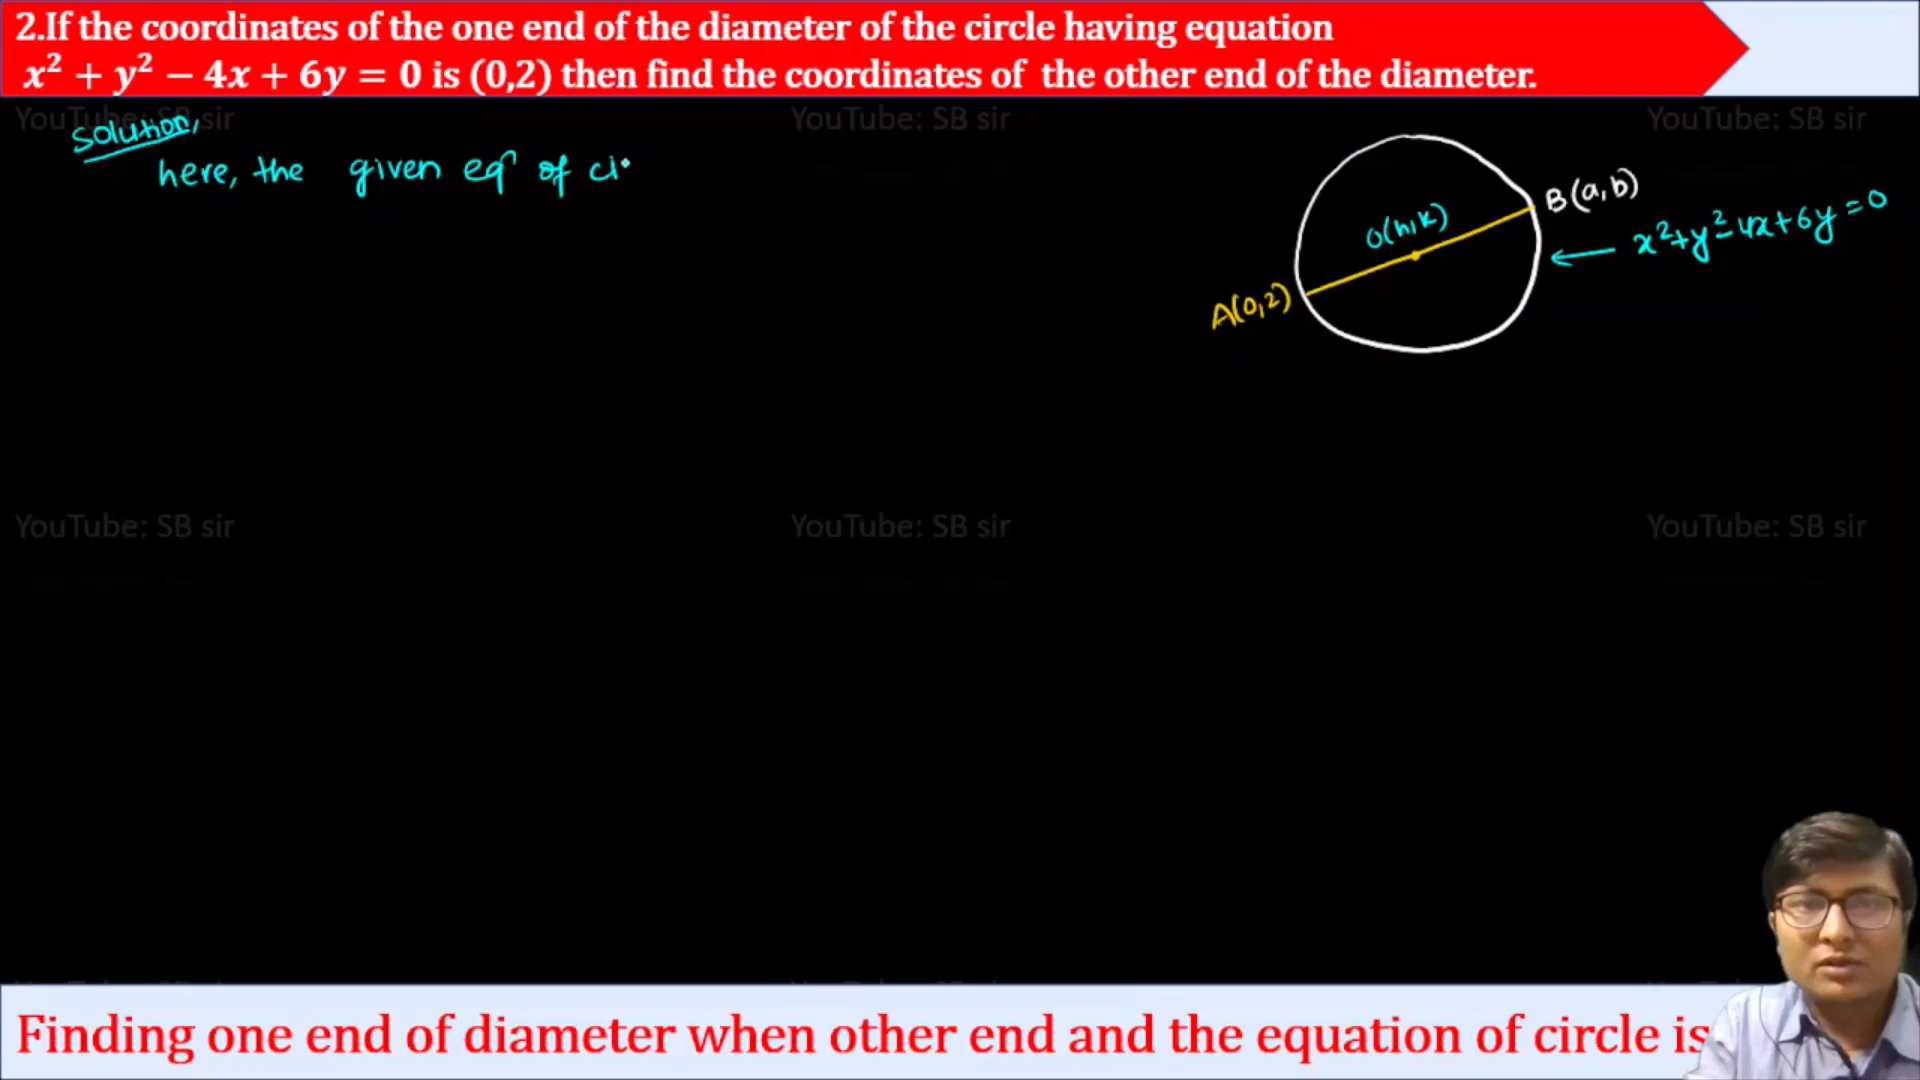 2.If the coordinates of the one end of the diameter of the circle having equation
x² + y² − 4x + 6y = 0 is (0,2) then find the coordinates of the other end of the diameter.
YouTube: SB sir YouTube: SB sir YouTube: SB sir
Solution,
here, the given eqⁿ of ci
B(a,b)
O(h,k)
x²+y²-4x+6y=0
A(0,2)
YouTube: SB sir YouTube: SB sir YouTube: SB sir
Finding one end of diameter when other end and the equation of circle is